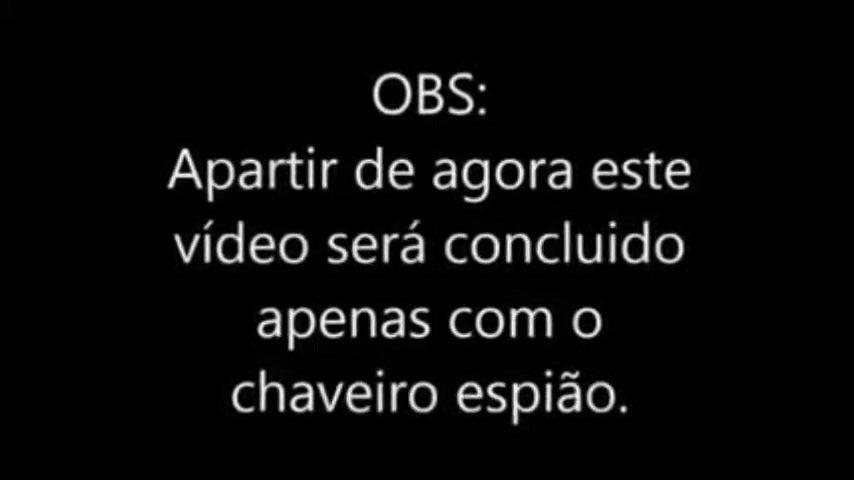 OBS:
Apartir de agora este
vídeo será concluido
apenas com o
chaveiro espião.